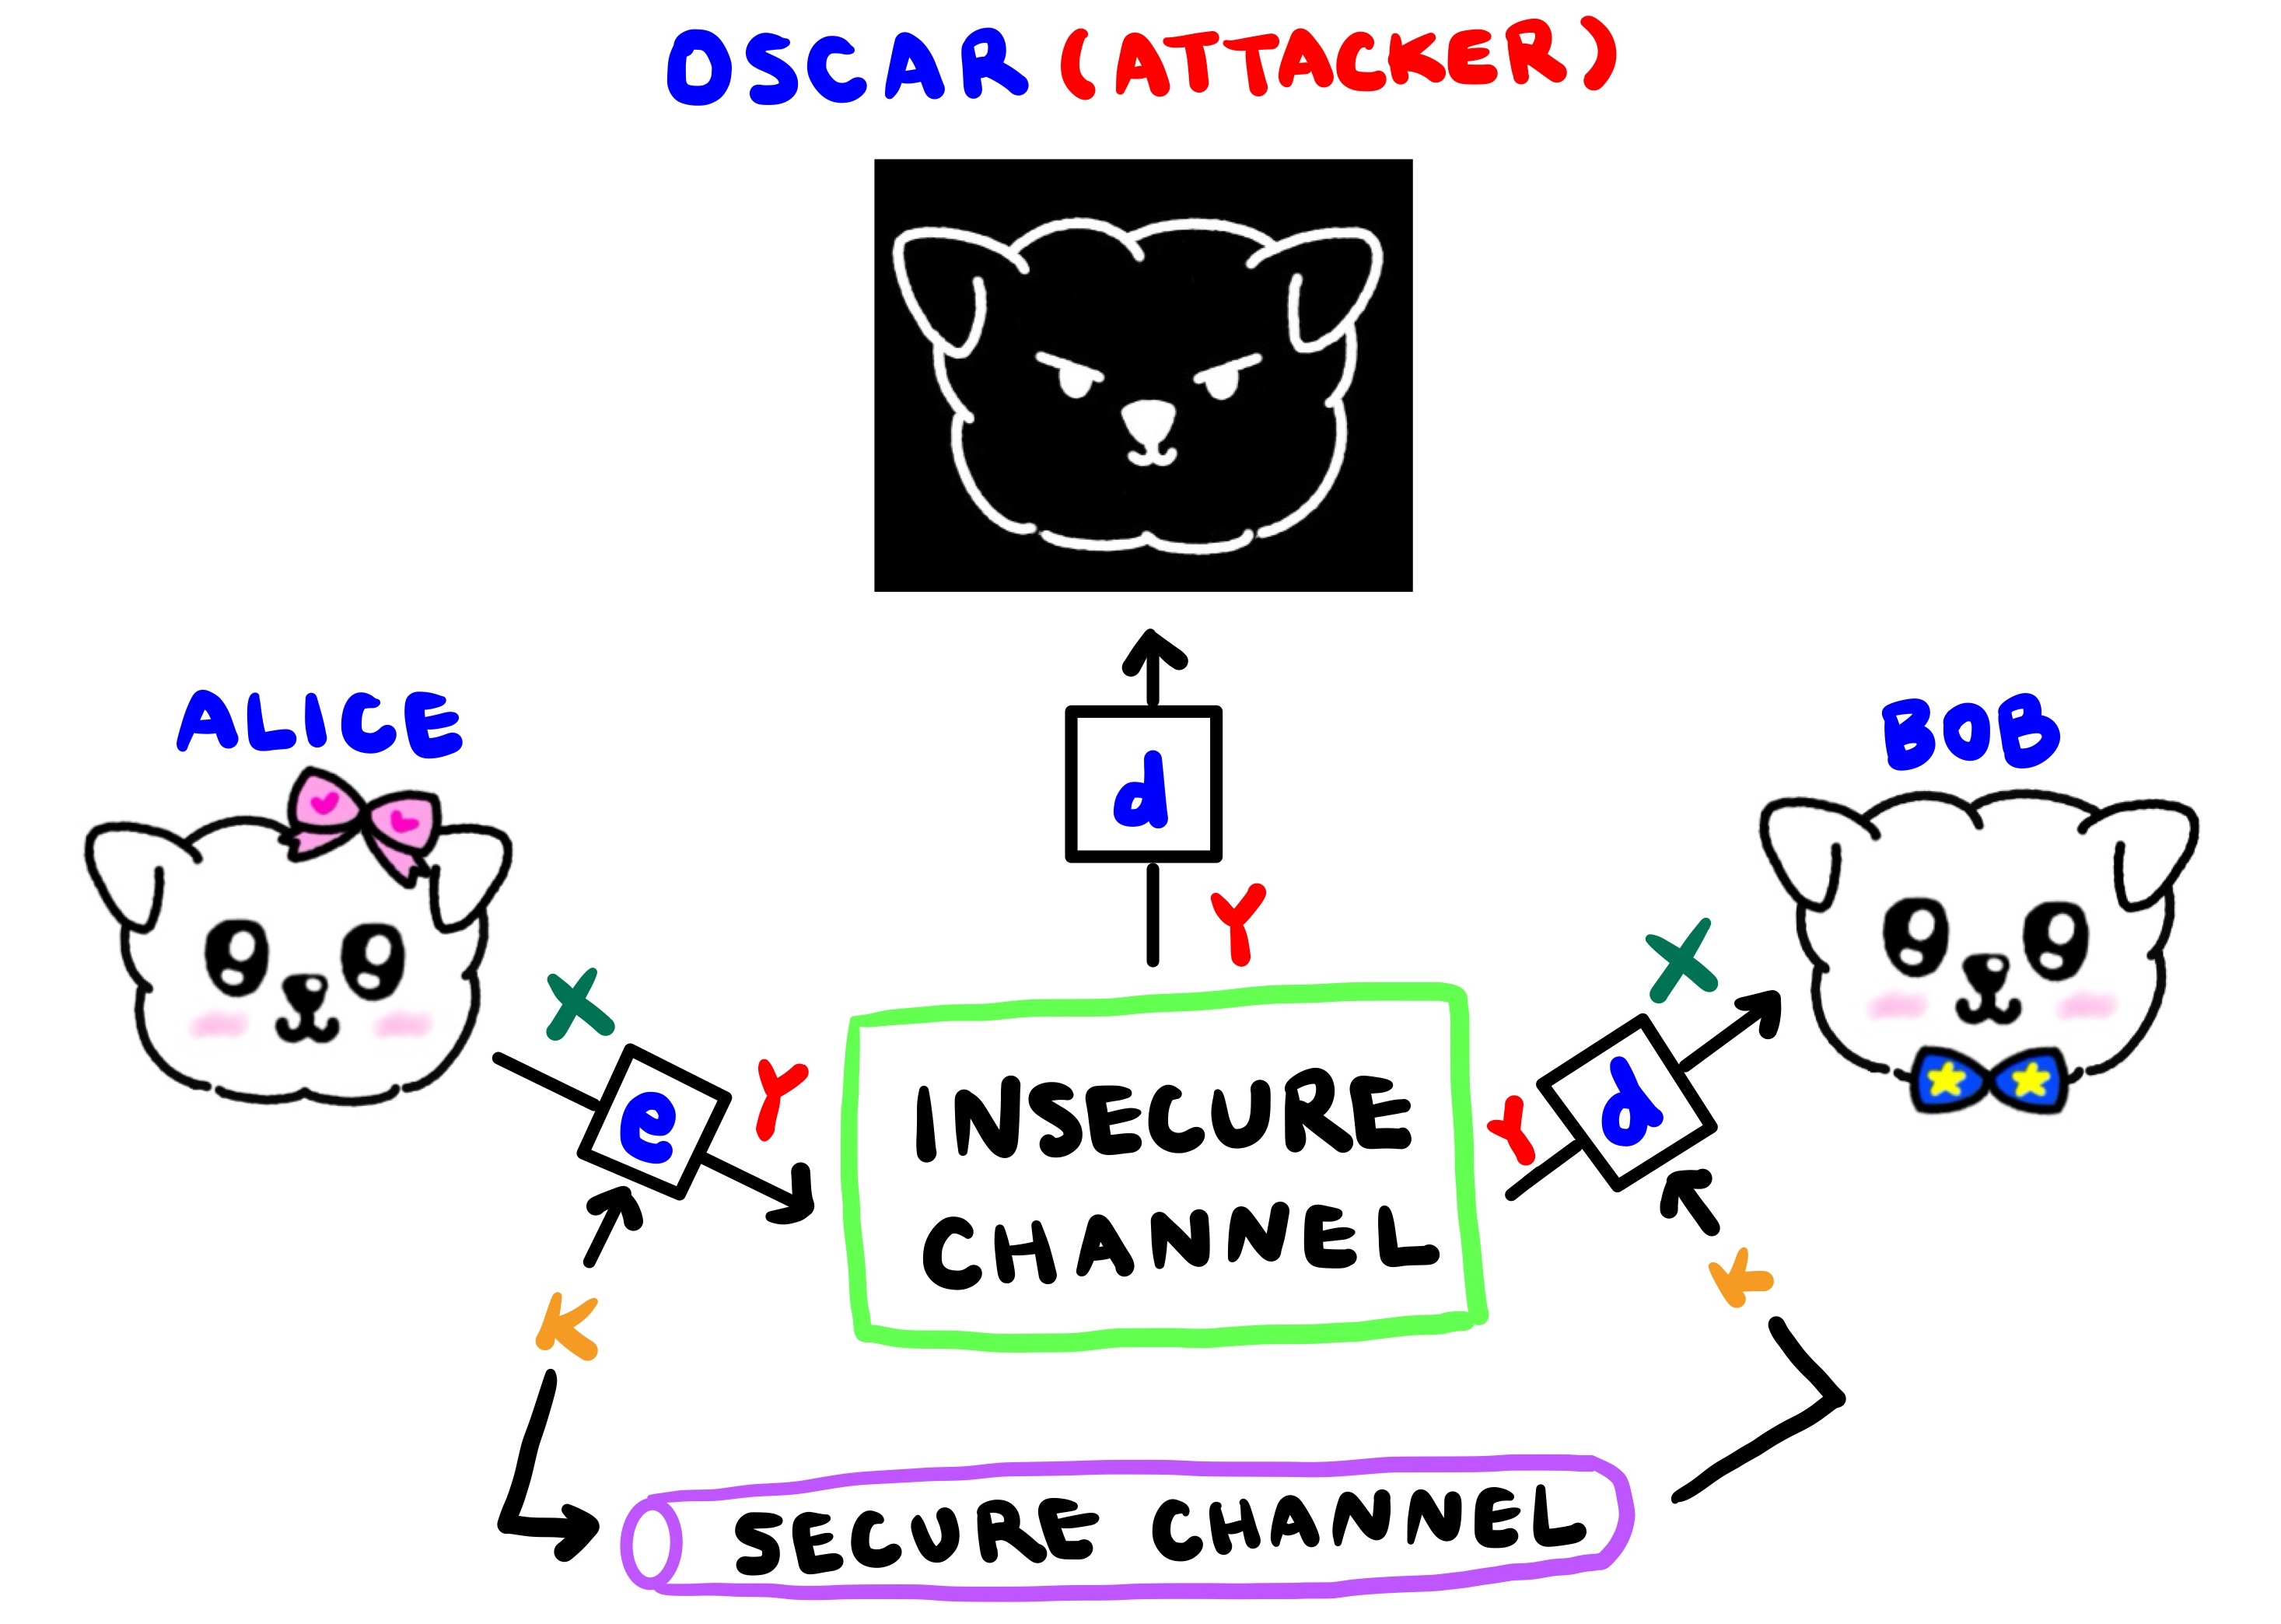 OSCAR (ATTACKER)
ALICE
BOB
d
Y
X
e
Y
K
INSECURE
CHANNEL
Y
d
X
K
SECURE CHANNEL